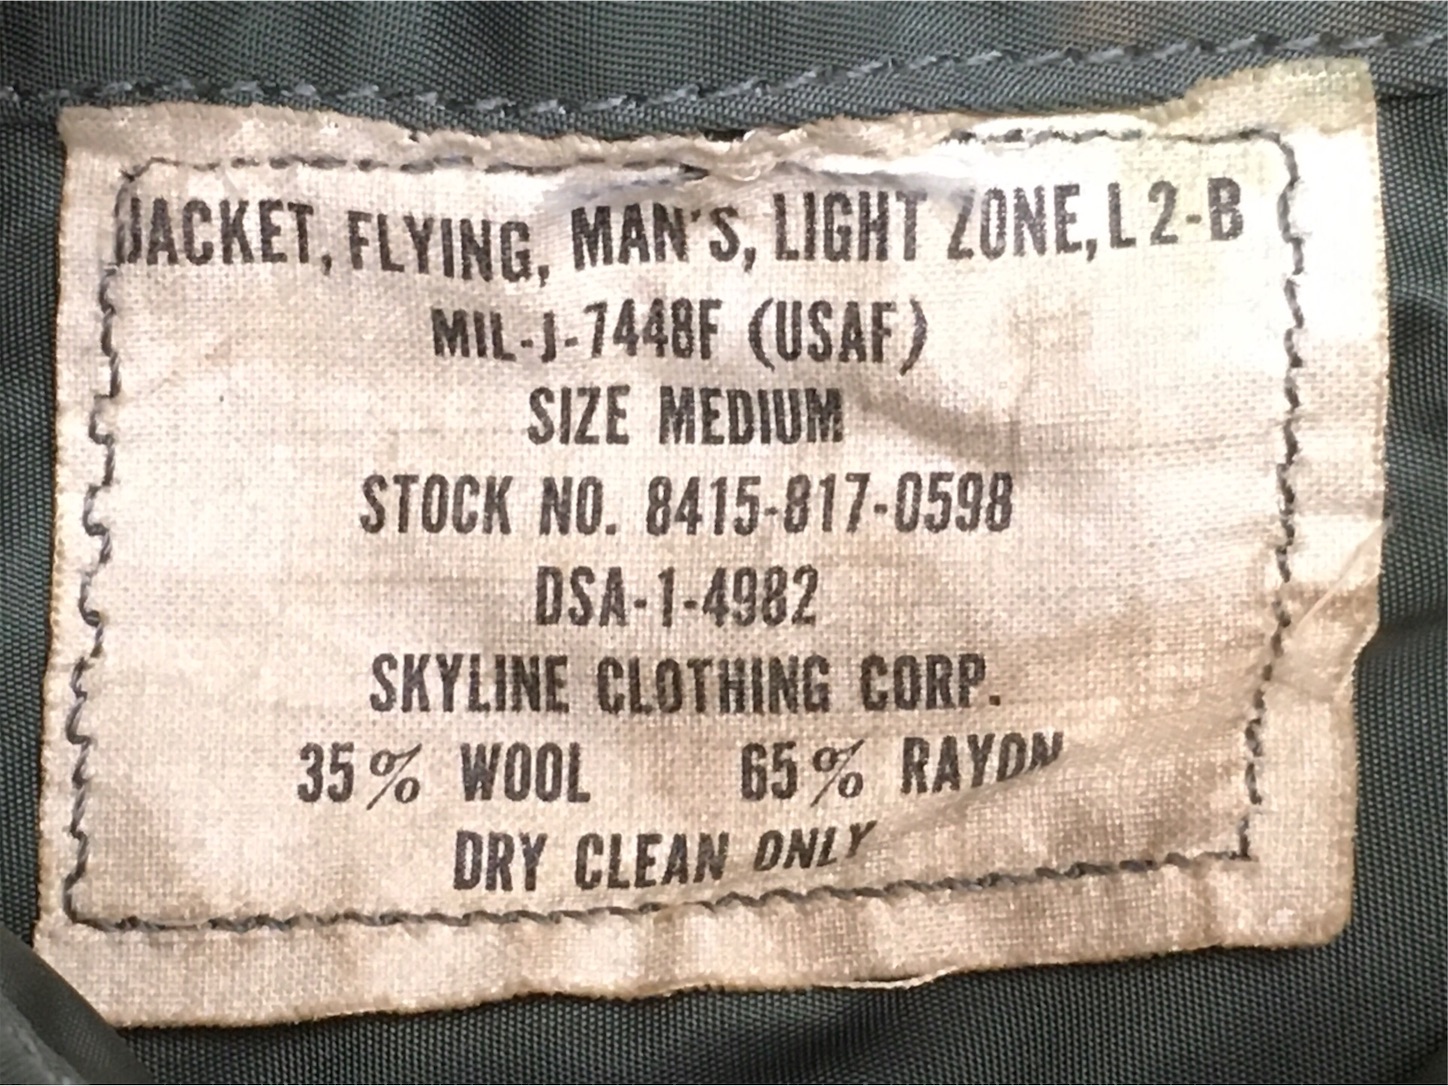 JACKET, FLYING, MAN'S, LIGHT ZONE, L 2-B
MIL-J-7448F (USAF)
SIZE MEDIUM
STOCK NO. 8415-817-0598
DSA-1-4982
SKYLINE CLOTHING CORP.
35% WOOL 65% RAYON
DRY CLEAN ONLY